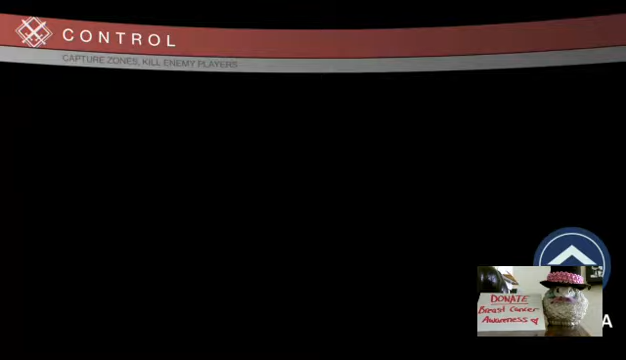 CONTROL
CAPTURE ZONES, KILL ENEMY PLAYERS
DONATE
Breast Cancer
Awareness
A